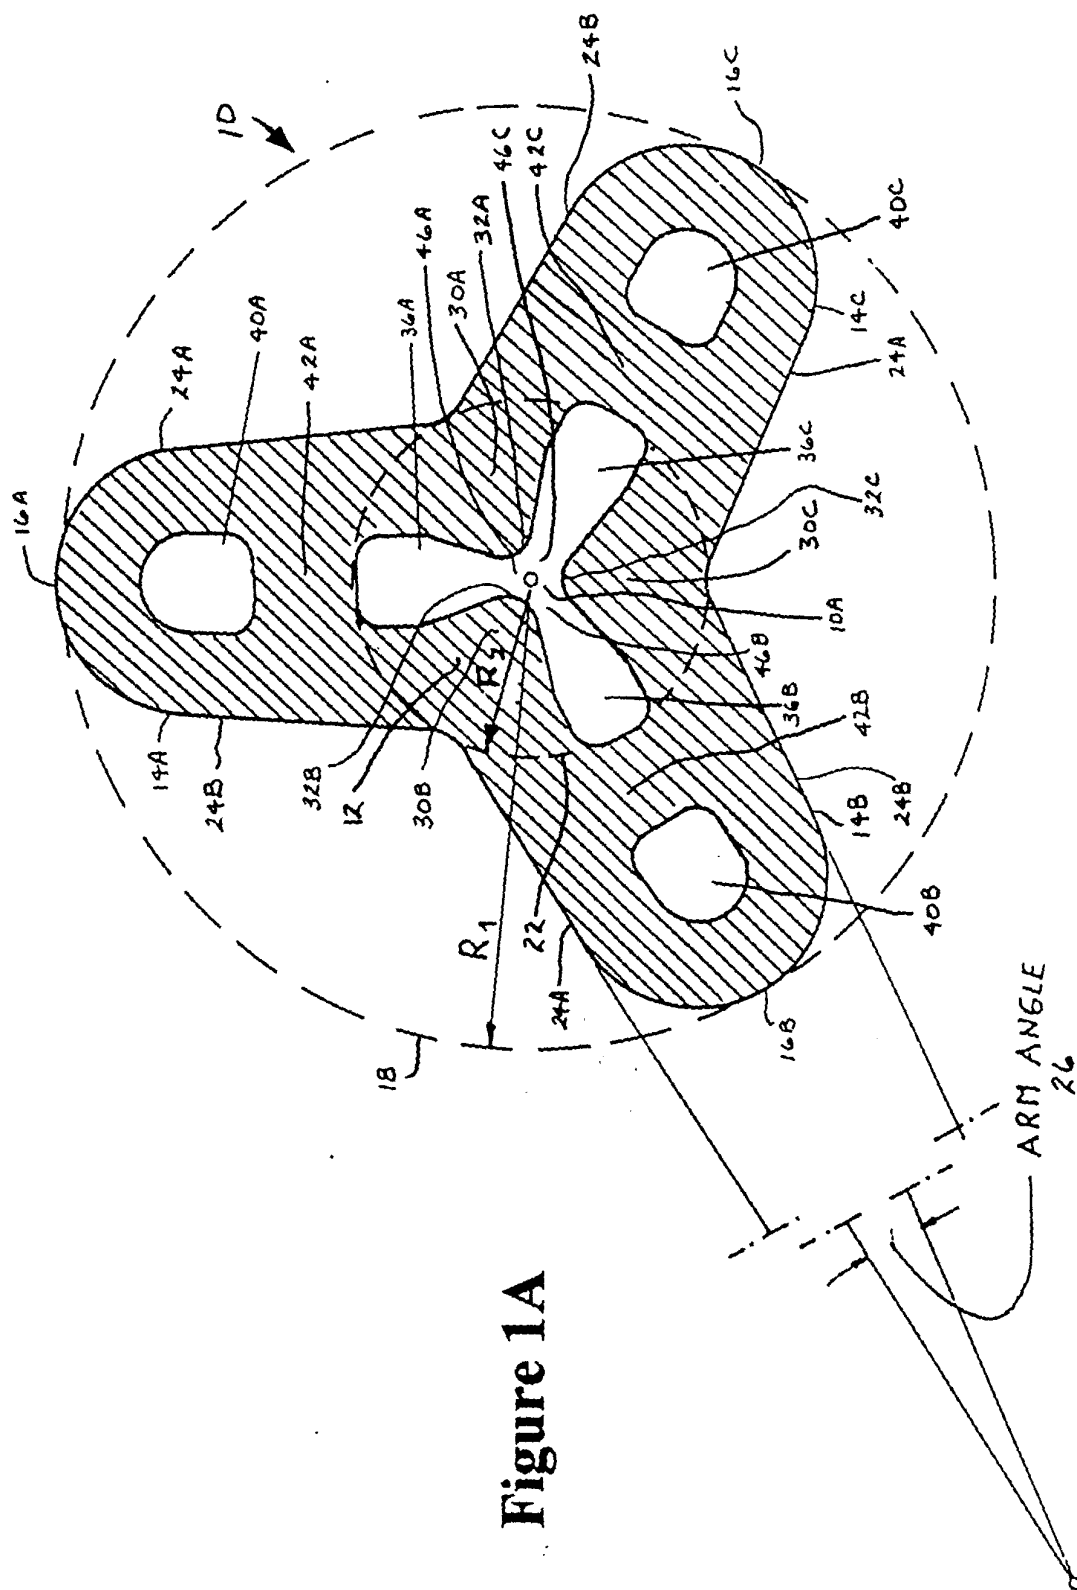 10
24B
16C
46C
42C
32A
30A
46A
36A
40A
42A
24A
16A
40C
14C
24A
36C
32C
30C
10A
46B
36B
42B
24B
14B
40B
14A
24B
32B
12
30B
R2
R1
22
24A
18
16B
ARM ANGLE
26
Figure 1A